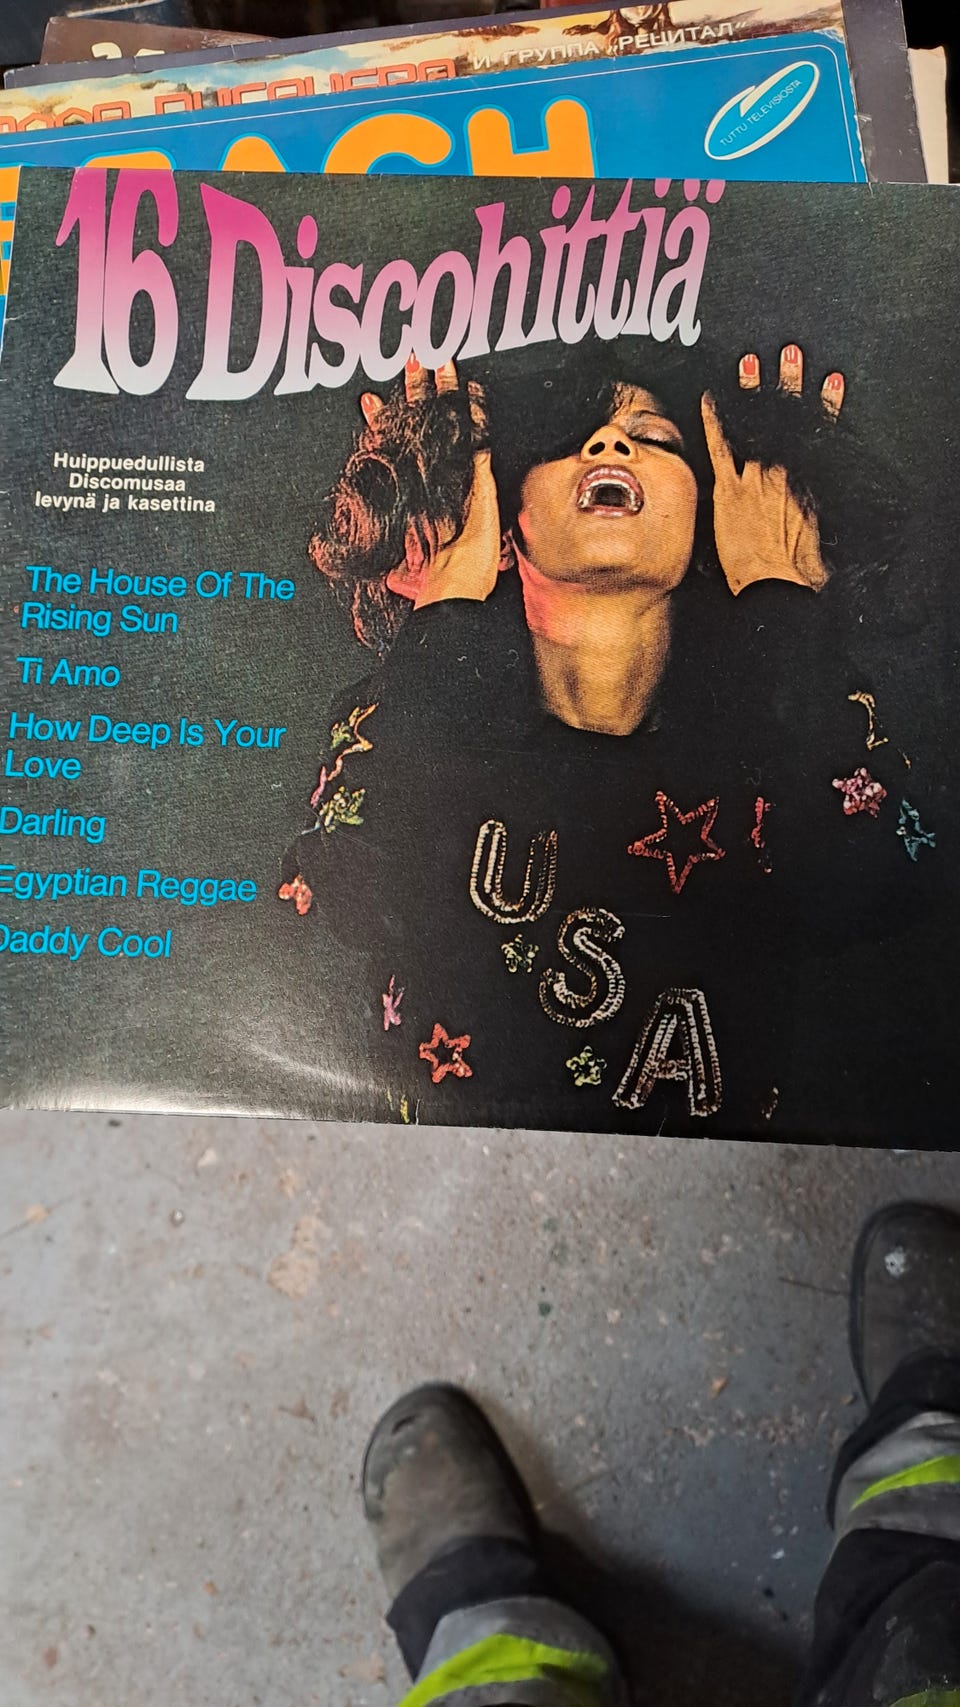 И ГРУППА „РЕЦИТАЛ"
TUTTU TELEVISIOSTA
16 Discohittiä
Huippuedullista
Discomusaa
levynä ja kasettina
The House Of The
Rising Sun
Ti Amo
How Deep Is Your
Love
Darling
Egyptian Reggae
Daddy Cool
U
S
A